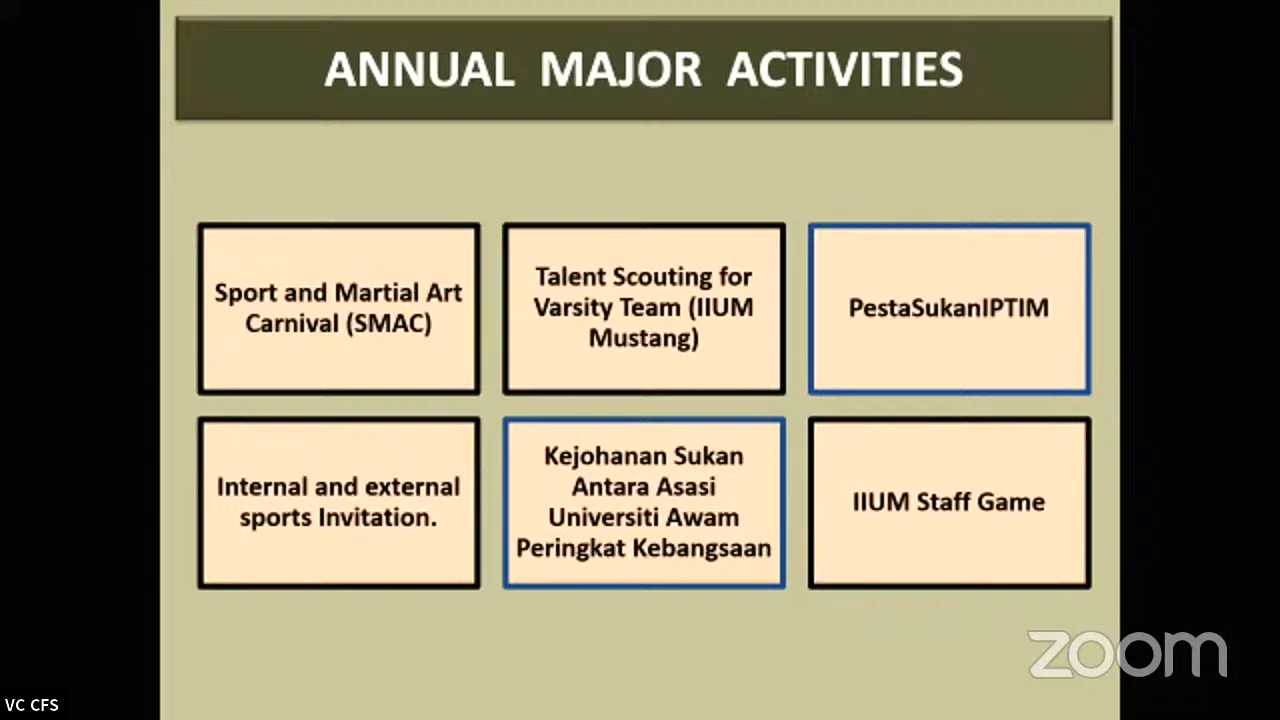 ANNUAL MAJOR ACTIVITIES
Sport and Martial Art
Carnival (SMAC)
Talent Scouting for
Varsity Team (IIUM
Mustang)
PestaSukanIPTIM
Internal and external
sports Invitation.
Kejohanan Sukan
Antara Asasi
Universiti Awam
Peringkat Kebangsaan
IIUM Staff Game
zoom
VC CFS